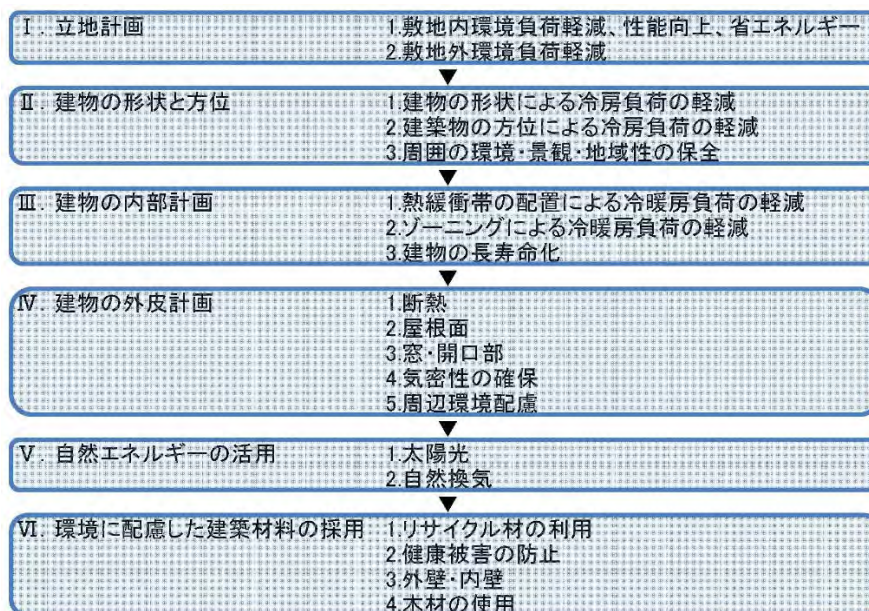 Ⅰ. 立地計画 1.敷地内環境負荷軽減、性能向上、省エネルギー
2.敷地外環境負荷軽減
▼
Ⅱ. 建物の形状と方位 1.建物の形状による冷房負荷の軽減
2.建築物の方位による冷房負荷の軽減
3.周囲の環境・景観・地域性の保全
▼
Ⅲ. 建物の内部計画 1.熱緩衝帯の配置による冷暖房負荷の軽減
2.ゾーニングによる冷暖房負荷の軽減
3.建物の長寿命化
▼
Ⅳ. 建物の外皮計画 1.断熱
2.屋根面
3.窓・開口部
4.気密性の確保
5.周辺環境配慮
▼
Ⅴ. 自然エネルギーの活用 1.太陽光
2.自然換気
▼
Ⅵ. 環境に配慮した建築材料の採用 1.リサイクル材の利用
2.健康被害の防止
3.外壁・内壁
4.木材の使用